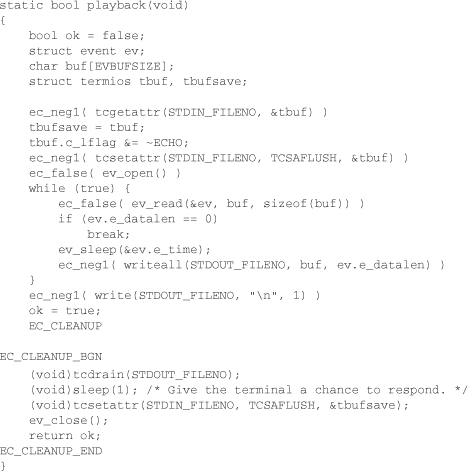 static bool playback(void)
{
    bool ok = false;
    struct event ev;
    char buf[EVBUFSIZE];
    struct termios tbuf, tbufsave;

    ec_neg1( tcgetattr(STDIN_FILENO, &tbuf) )
    tbufsave = tbuf;
    tbuf.c_lflag &= ~ECHO;
    ec_neg1( tcsetattr(STDIN_FILENO, TCSAFLUSH, &tbuf) )
    ec_false( ev_open() )
    while (true) {
        ec_false( ev_read(&ev, buf, sizeof(buf)) )
        if (ev.e_datalen == 0)
            break;
        ev_sleep(&ev.e_time);
        ec_neg1( writeall(STDOUT_FILENO, buf, ev.e_datalen) )
    }
    ec_neg1( write(STDOUT_FILENO, "\n", 1) )
    ok = true;
    EC_CLEANUP

EC_CLEANUP_BGN
    (void)tcdrain(STDOUT_FILENO);
    (void)sleep(1); /* Give the terminal a chance to respond. */
    (void)tcsetattr(STDIN_FILENO, TCSAFLUSH, &tbufsave);
    ev_close();
    return ok;
EC_CLEANUP_END
}